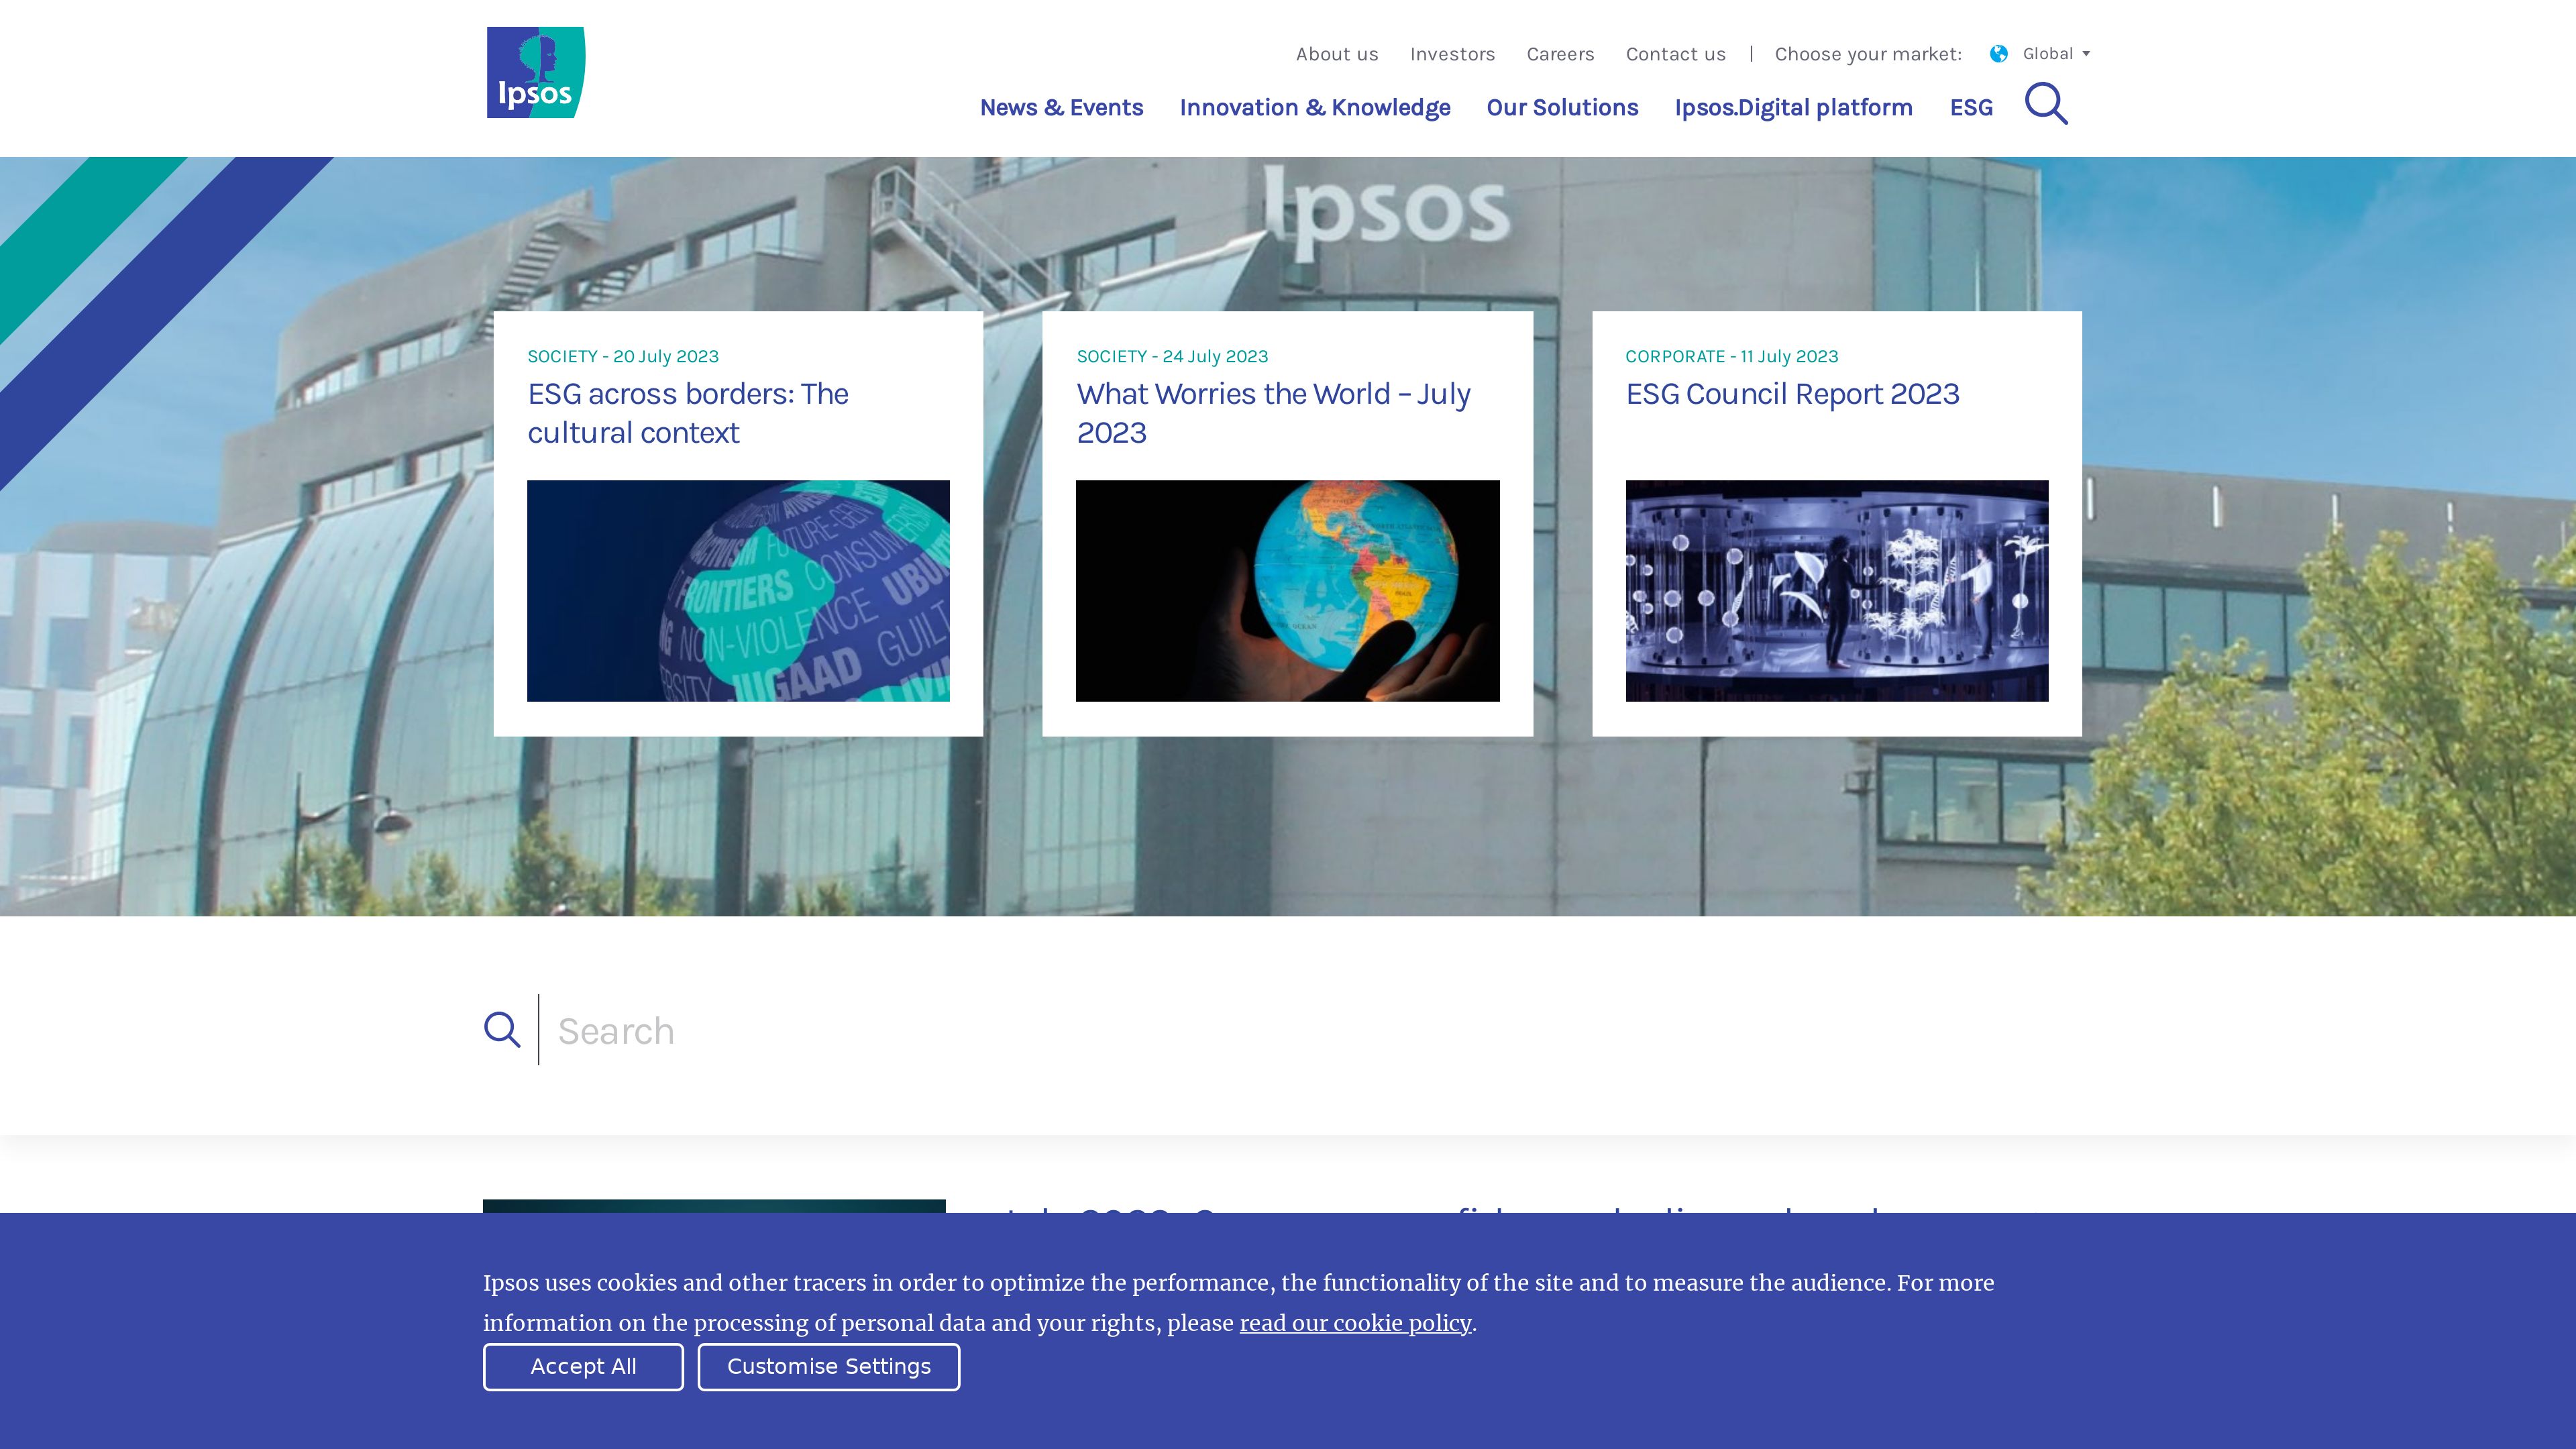 Ipsos
About us
Investors
Careers
Contact us
Choose your market:
Global
News & Events
Innovation & Knowledge
Our Solutions
Ipsos.Digital platform
ESG
Ipsos
SOCIETY - 20 July 2023
ESG across borders: The
cultural context
FUTURE-GEN
FRONTIERS
NON-VIOLENCE
JUGAAD
GUILT
SOCIETY - 24 July 2023
What Worries the World – July
2023
CORPORATE - 11 July 2023
ESG Council Report 2023
Search
Ipsos uses cookies and other tracers in order to optimize the performance, the functionality of the site and to measure the audience. For more
information on the processing of personal data and your rights, please read our cookie policy.
Accept All
Customise Settings